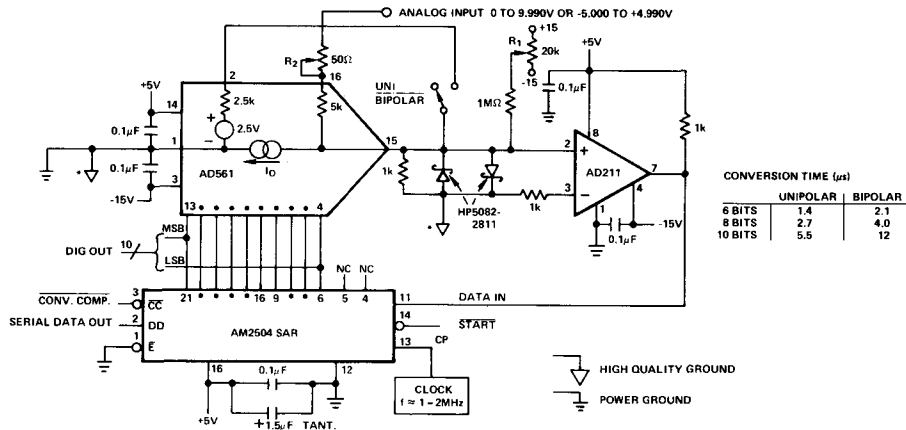 ANALOG INPUT 0 TO 9.990V OR -5.000 TO +4.990V
R2
50Ω
16
2
2.5k
5k
+
2.5V
−
+5V
14
0.1μF
1
0.1μF
3
-15V
*
AD561
IO
15
13
4
UNI
BIPOLAR
R1
+15
20k
-15
1MΩ
1k
HP5082-
2811
*
1k
+5V
0.1μF
8
2
+
AD211
7
3
−
1
4
0.1μF
-15V
1k
CONVERSION TIME (μs)
UNIPOLAR BIPOLAR
6 BITS 1.4 2.1
8 BITS 2.7 4.0
10 BITS 5.5 12
MSB
DIG OUT 10
LSB
NC NC
21 16 9 6 5 4
CONV. COMP. 3 CC
SERIAL DATA OUT 2 DD
1 E
AM2504 SAR
11 DATA IN
14 START
13 CP
16
12
0.1μF
+5V
+1.5μF TANT.
CLOCK
f ≈ 1 - 2MHz
HIGH QUALITY GROUND
POWER GROUND